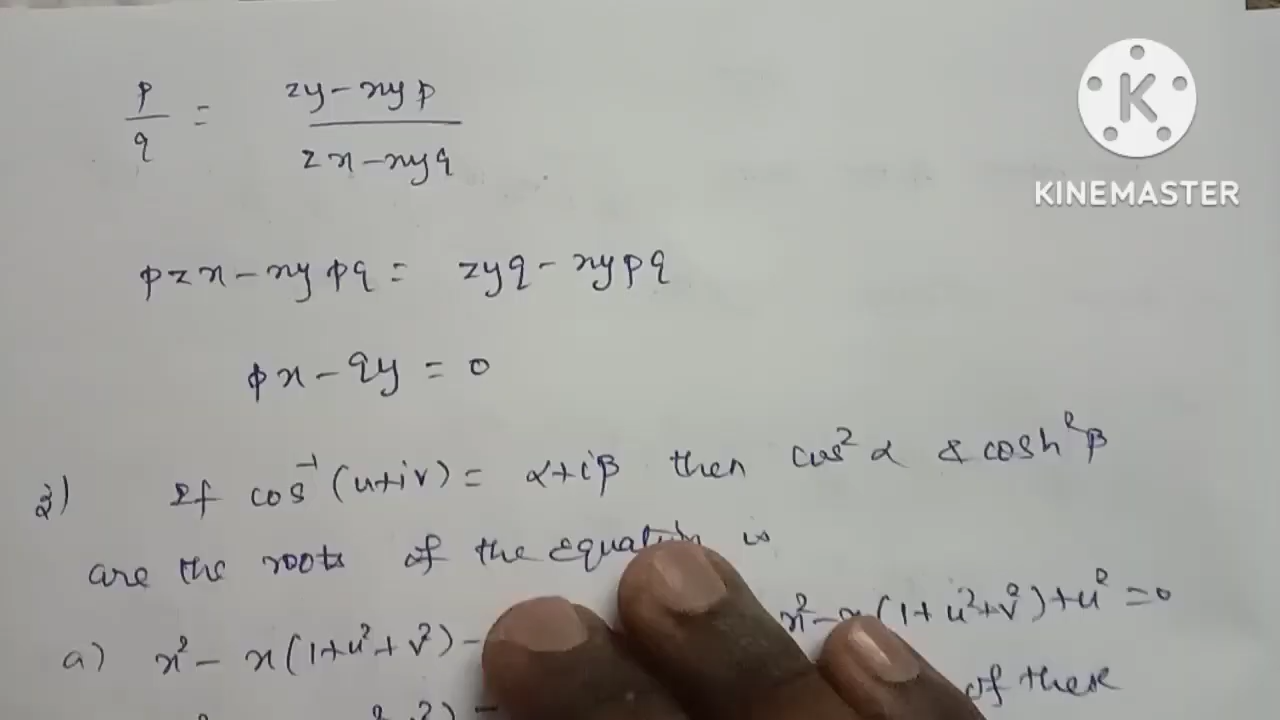 p/q = (zy - xyp)/(zx - xyq)
K
KINEMASTER
pzx - xypq = zyq - xypq
px - qy = 0
2) If cos⁻¹(u+iv) = α+iβ then cos²α & cosh²β
are the roots of the equation is
a) x² - x(1+u²+v²) - x² - x(1+u²+v²)+u² = 0
of these